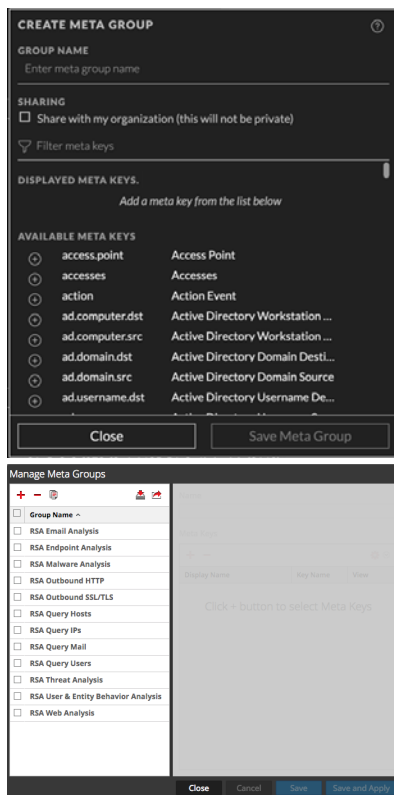 CREATE META GROUP
GROUP NAME
Enter meta group name
SHARING
Share with my organization (this will not be private)
Filter meta keys
DISPLAYED META KEYS.
Add a meta key from the list below
AVAILABLE META KEYS
access.point Access Point
accesses Accesses
action Action Event
ad.computer.dst Active Directory Workstation ...
ad.computer.src Active Directory Workstation ...
ad.domain.dst Active Directory Domain Desti...
ad.domain.src Active Directory Domain Source
ad.username.dst Active Directory Username De...
Close Save Meta Group
Manage Meta Groups
Group Name
RSA Email Analysis
RSA Endpoint Analysis
RSA Malware Analysis
RSA Outbound HTTP
RSA Outbound SSL/TLS
RSA Query Hosts
RSA Query IPs
RSA Query Mail
RSA Query Users
RSA Threat Analysis
RSA User & Entity Behavior Analysis
RSA Web Analysis
Display Name Key Name View
Click + button to select Meta Keys
Close Cancel Save Save and Apply